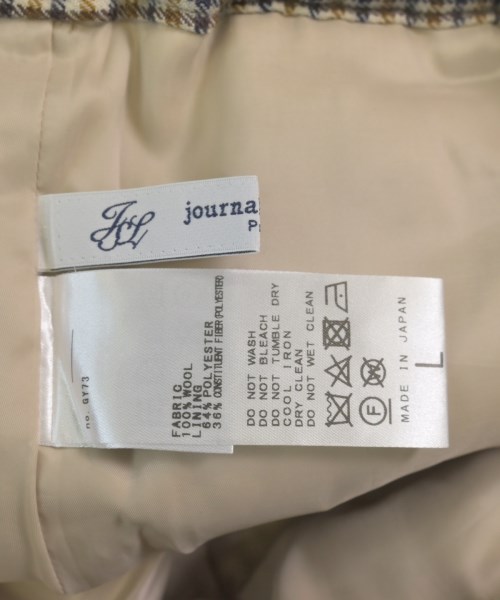 JSL
journa
P
no. GY73
FABRIC
100%WOOL
LINING
64% POLYESTER
36% CONSTITUENT FIBER(POLYESTER)
DO NOT WASH
DO NOT BLEACH
DO NOT TUMBLE DRY
COOL IRON
DRY CLEAN
DO NOT WET CLEAN
F
W
MADE IN JAPAN
L